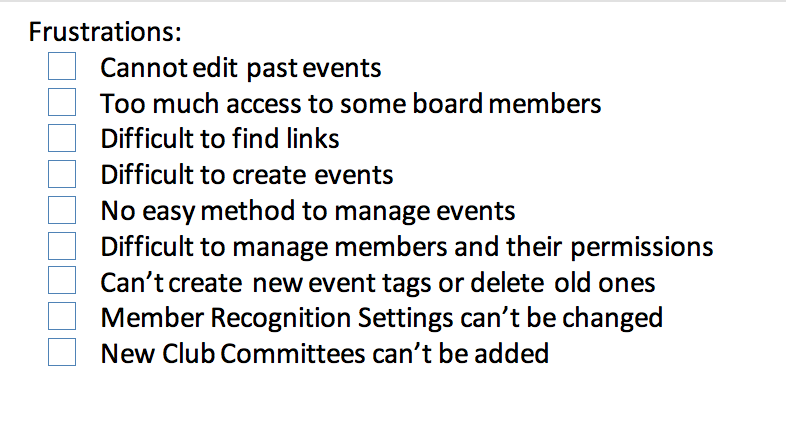 Frustrations:
Cannot edit past events
Too much access to some board members
Difficult to find links
Difficult to create events
No easy method to manage events
Difficult to manage members and their permissions
Can’t create new event tags or delete old ones
Member Recognition Settings can’t be changed
New Club Committees can’t be added